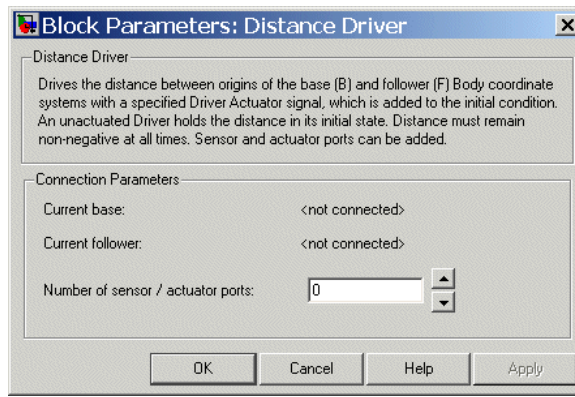 Block Parameters: Distance Driver
Distance Driver
Drives the distance between origins of the base (B) and follower (F) Body coordinate
systems with a specified Driver Actuator signal, which is added to the initial condition.
An unactuated Driver holds the distance in its initial state. Distance must remain
non-negative at all times. Sensor and actuator ports can be added.
Connection Parameters
Current base: <not connected>
Current follower: <not connected>
Number of sensor / actuator ports: 0
OK Cancel Help Apply